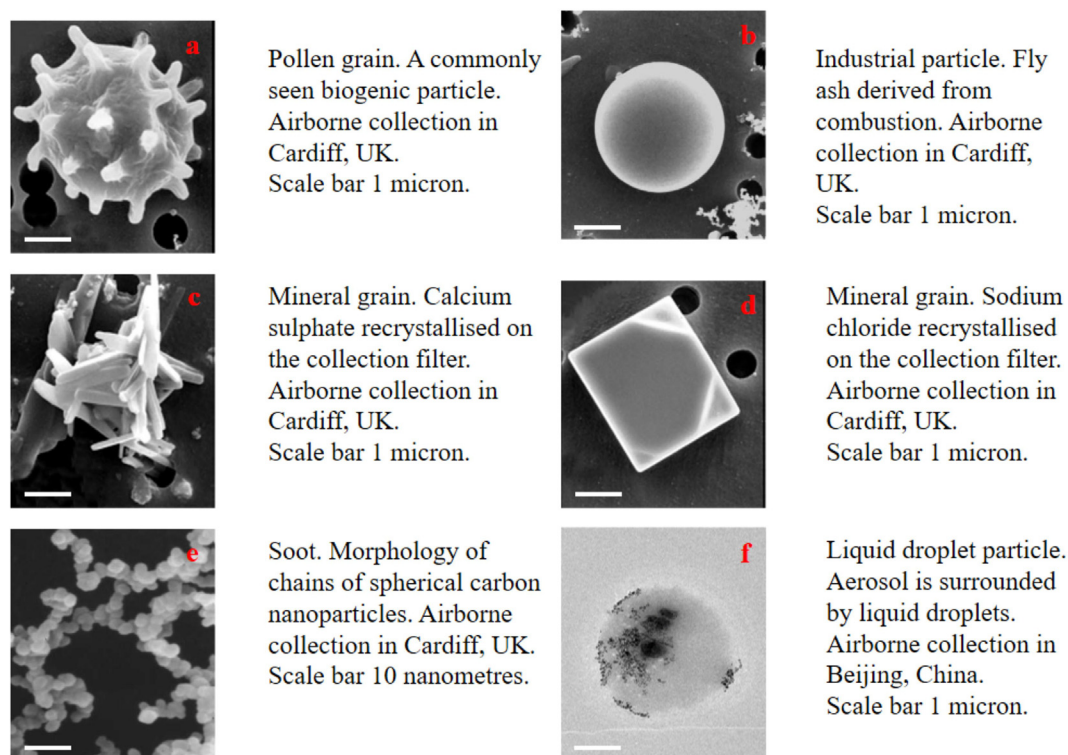 a
Pollen grain. A commonly
seen biogenic particle.
Airborne collection in
Cardiff, UK.
Scale bar 1 micron.
b
Industrial particle. Fly
ash derived from
combustion. Airborne
collection in Cardiff,
UK.
Scale bar 1 micron.
c
Mineral grain. Calcium
sulphate recrystallised on
the collection filter.
Airborne collection in
Cardiff, UK.
Scale bar 1 micron.
d
Mineral grain. Sodium
chloride recrystallised
on the collection filter.
Airborne collection in
Cardiff, UK.
Scale bar 1 micron.
e
Soot. Morphology of
chains of spherical carbon
nanoparticles. Airborne
collection in Cardiff, UK.
Scale bar 10 nanometres.
f
Liquid droplet particle.
Aerosol is surrounded
by liquid droplets.
Airborne collection in
Beijing, China.
Scale bar 1 micron.